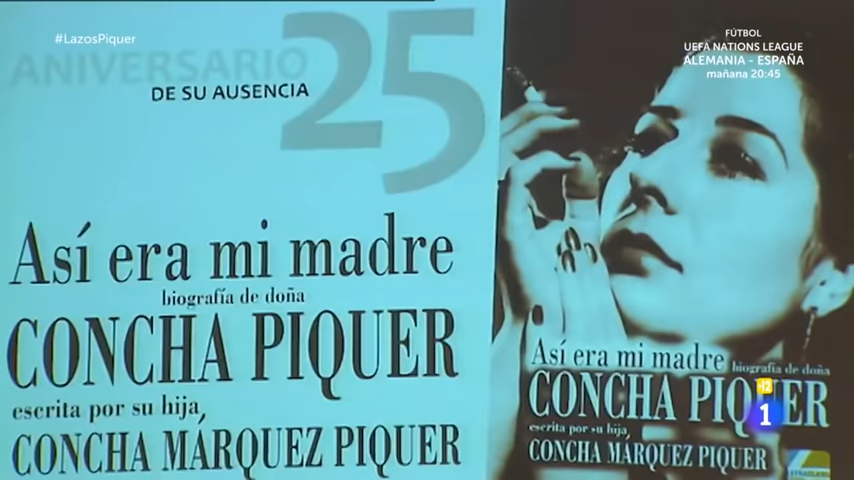 #LazosPiquer
FÚTBOL
UEFA NATIONS LEAGUE
ALEMANIA - ESPAÑA
mañana 20:45
ANIVERSARIO
25
DE SU AUSENCIA
Así era mi madre
biografía de doña
CONCHA PIQUER
escrita por su hija,
CONCHA MÁRQUEZ PIQUER
Así era mi madre biografía de doña
CONCHA PIQUER
escrita por su hija,
CONCHA MÁRQUEZ PIQUER
+12
1